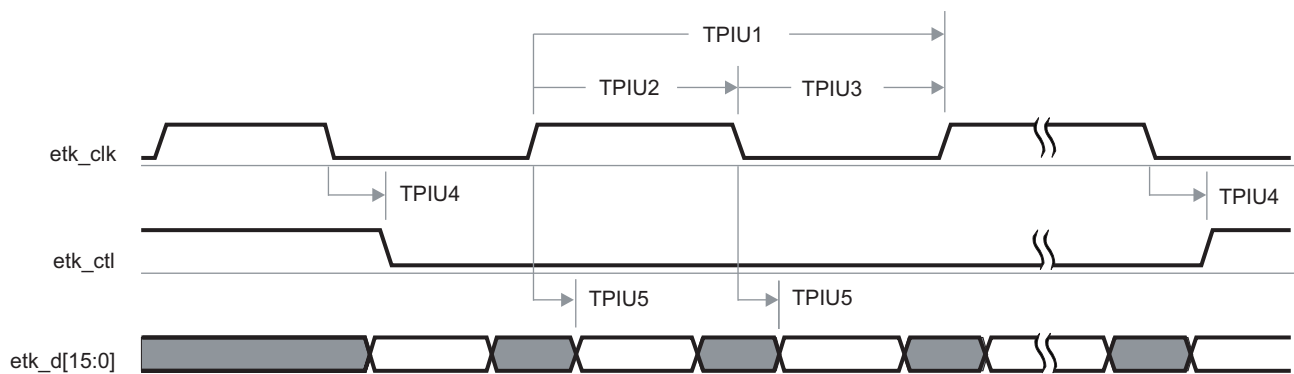 TPIU1
TPIU2
TPIU3
etk_clk
TPIU4
TPIU4
etk_ctl
TPIU5
TPIU5
etk_d[15:0]